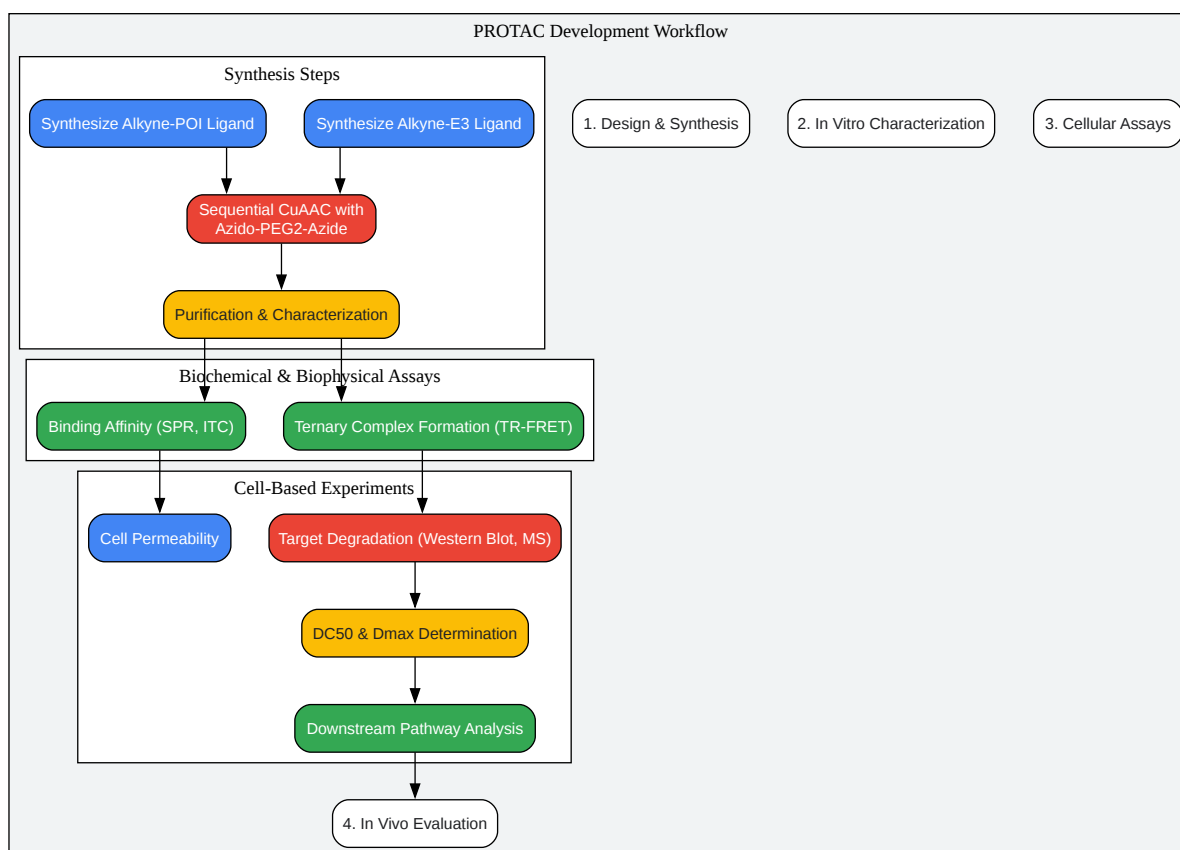 PROTAC Development Workflow
Synthesis Steps
Synthesize Alkyne-POI Ligand
Synthesize Alkyne-E3 Ligand
1. Design & Synthesis
2. In Vitro Characterization
3. Cellular Assays
Sequential CuAAC with
Azido-PEG2-Azide
Purification & Characterization
Biochemical & Biophysical Assays
Binding Affinity (SPR, ITC)
Ternary Complex Formation (TR-FRET)
Cell-Based Experiments
Cell Permeability
Target Degradation (Western Blot, MS)
DC50 & Dmax Determination
Downstream Pathway Analysis
4. In Vivo Evaluation